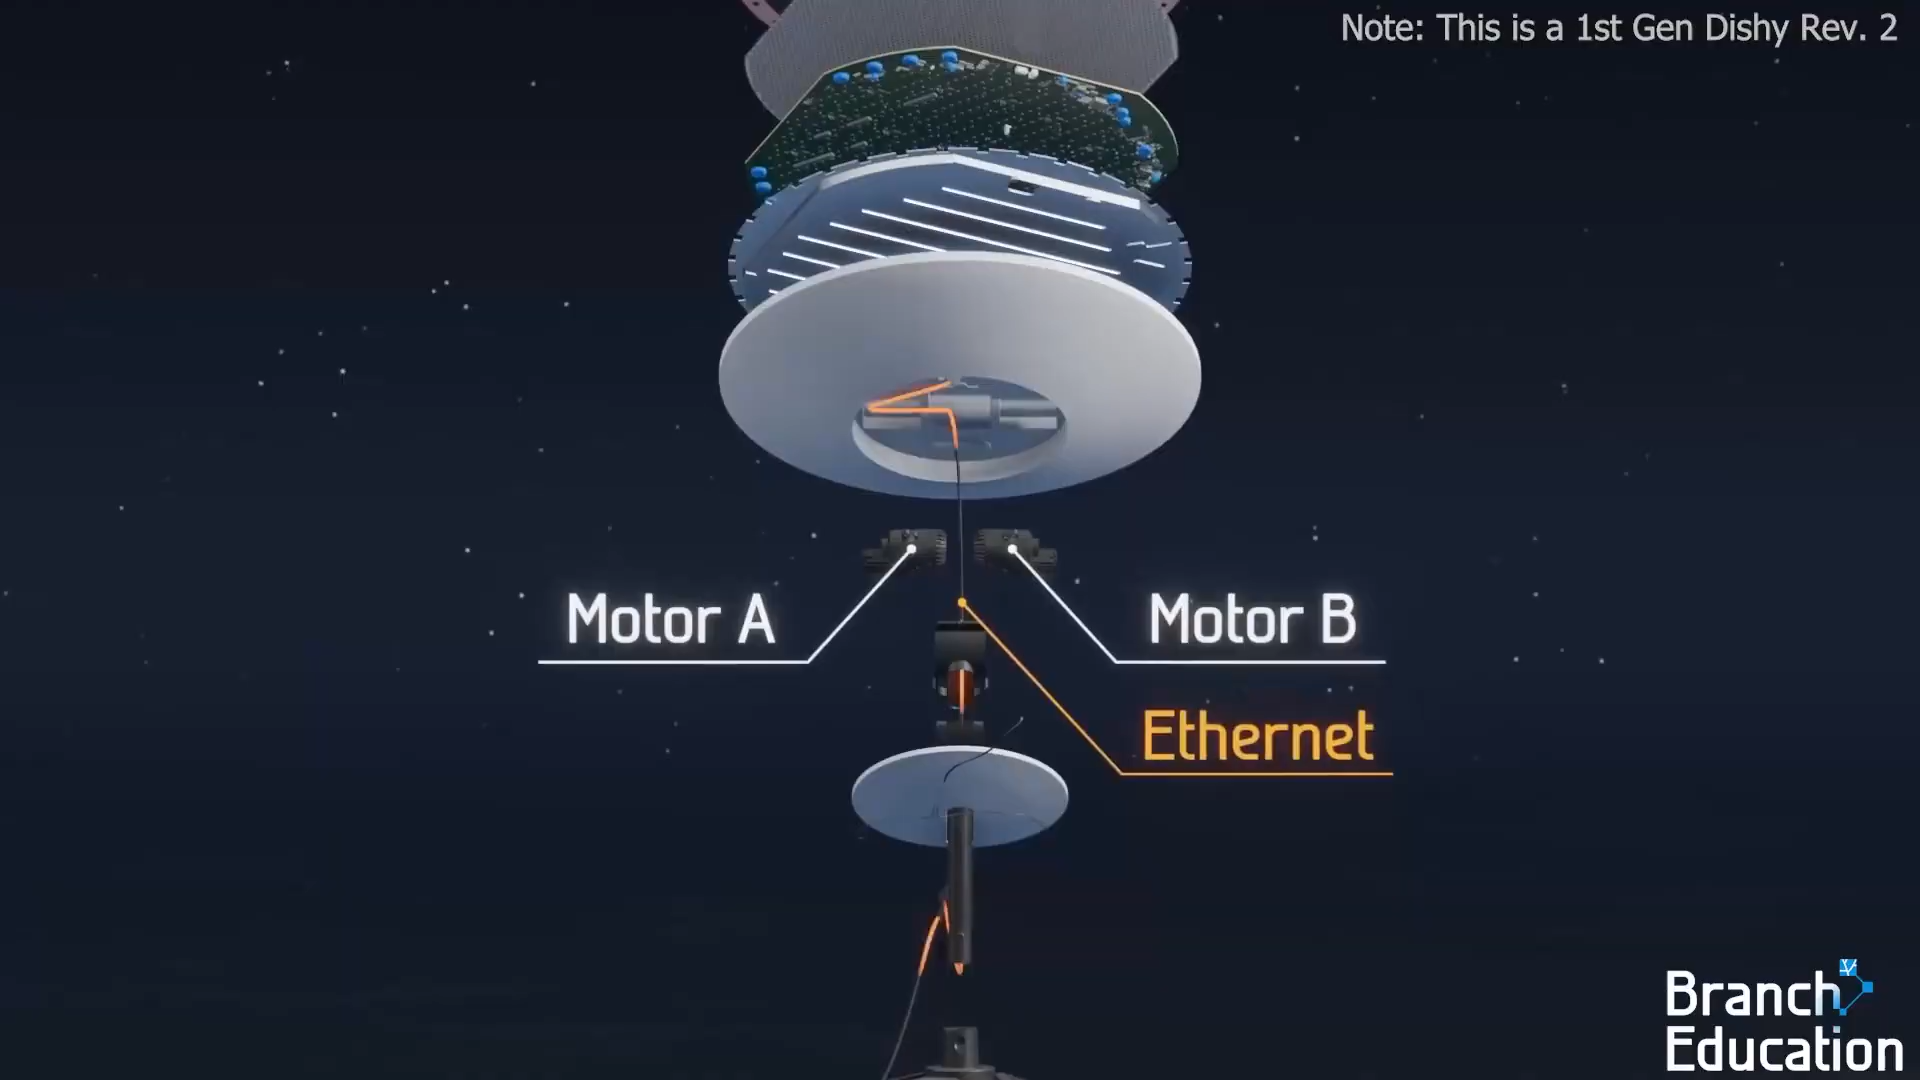 Note: This is a 1st Gen Dishy Rev. 2
Motor A
Motor B
Ethernet
Branch
Education